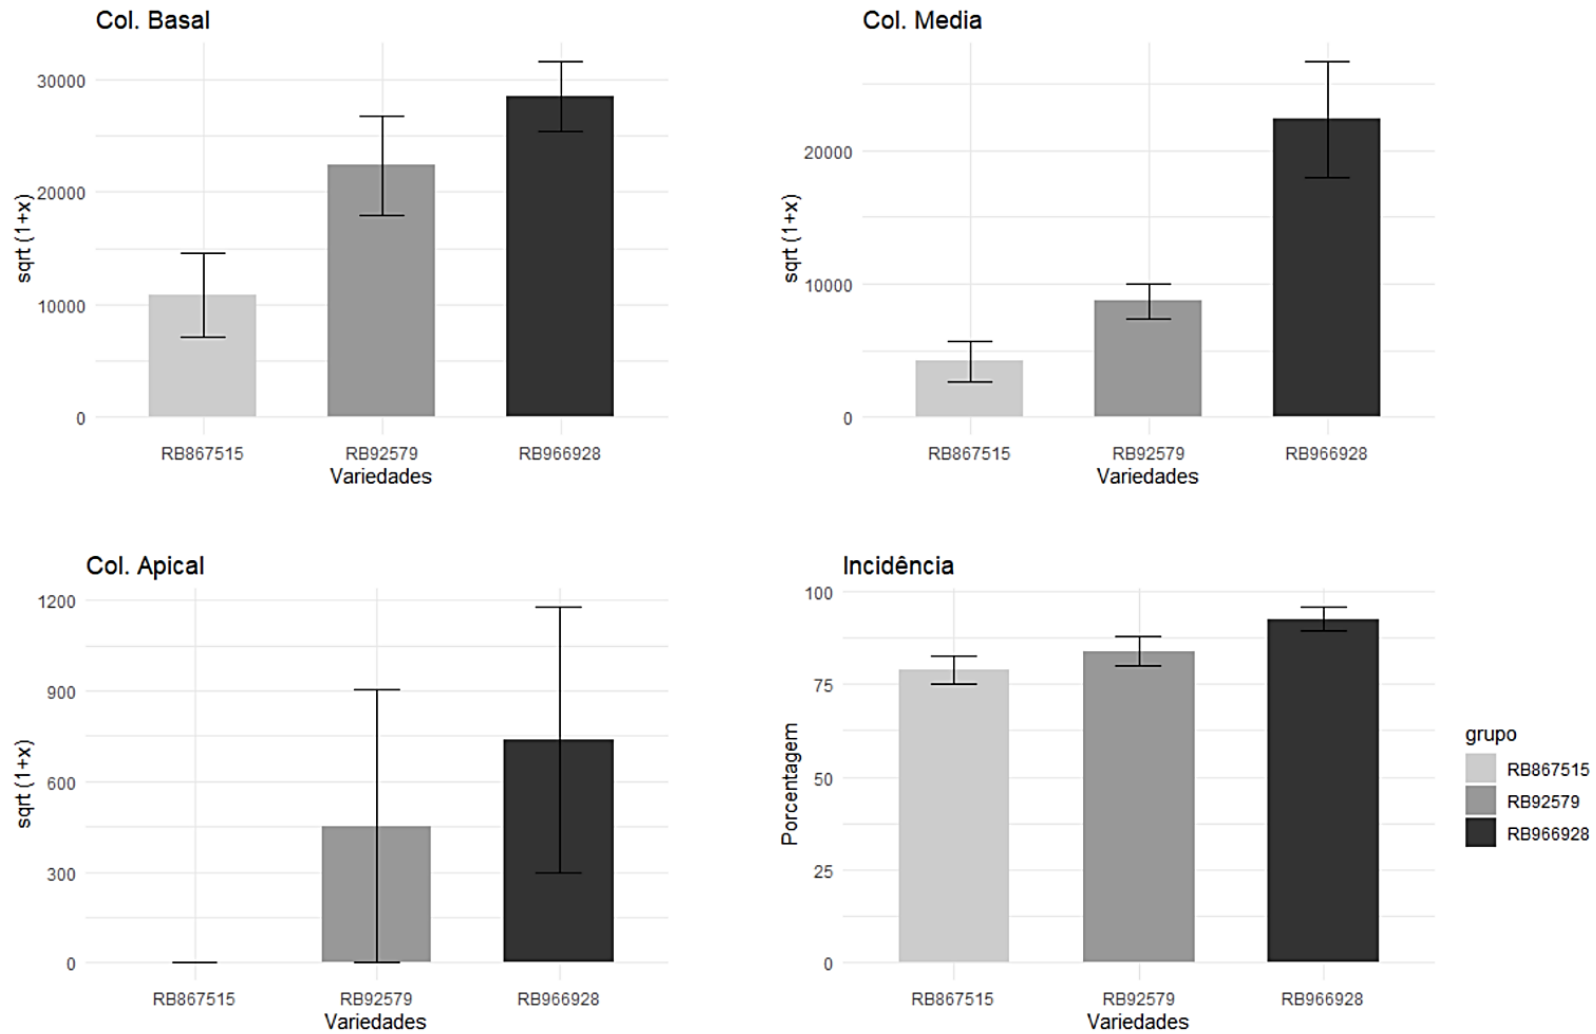 Col. Basal
sqrt (1+x)
30000
20000
10000
0
RB867515 RB92579 RB966928
Variedades
Col. Media
sqrt (1+x)
20000
10000
0
RB867515 RB92579 RB966928
Variedades
Col. Apical
sqrt (1+x)
1200
900
600
300
0
RB867515 RB92579 RB966928
Variedades
Incidência
Porcentagem
100
75
50
25
0
RB867515 RB92579 RB966928
Variedades
grupo
RB867515
RB92579
RB966928